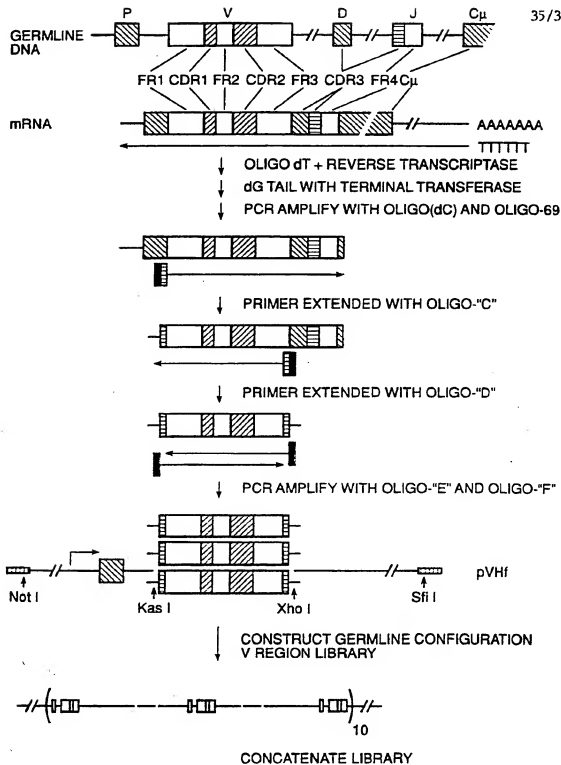 P V D J Cμ 35/3
GERMLINE
DNA
FR1 CDR1 FR2 CDR2 FR3 CDR3 FR4 Cμ
mRNA
AAAAAAA
TTTTTT
OLIGO dT + REVERSE TRANSCRIPTASE
dG TAIL WITH TERMINAL TRANSFERASE
PCR AMPLIFY WITH OLIGO(dC) AND OLIGO-69
PRIMER EXTENDED WITH OLIGO-"C"
PRIMER EXTENDED WITH OLIGO-"D"
PCR AMPLIFY WITH OLIGO-"E" AND OLIGO-"F"
pVHf
Not I Kas I Xho I Sfi I
CONSTRUCT GERMLINE CONFIGURATION
V REGION LIBRARY
10
CONCATENATE LIBRARY